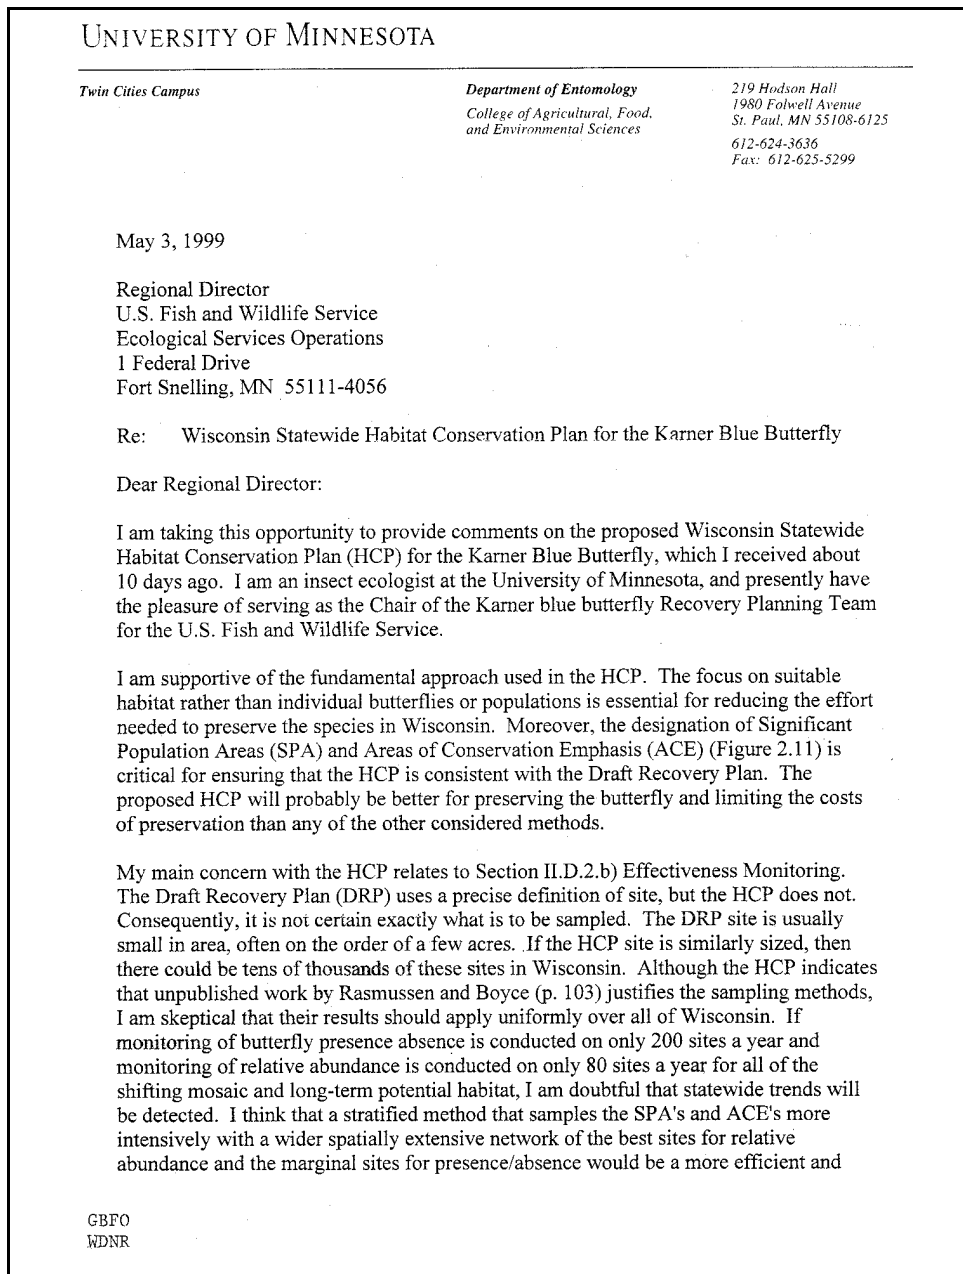 UNIVERSITY OF MINNESOTA
Twin Cities Campus
Department of Entomology
College of Agricultural, Food,
and Environmental Sciences
219 Hodson Hall
1980 Folwell Avenue
St. Paul, MN 55108-6125
612-624-3636
Fax: 612-625-5299
May 3, 1999
Regional Director
U.S. Fish and Wildlife Service
Ecological Services Operations
1 Federal Drive
Fort Snelling, MN 55111-4056
Re: Wisconsin Statewide Habitat Conservation Plan for the Karner Blue Butterfly
Dear Regional Director:
I am taking this opportunity to provide comments on the proposed Wisconsin Statewide
Habitat Conservation Plan (HCP) for the Karner Blue Butterfly, which I received about
10 days ago. I am an insect ecologist at the University of Minnesota, and presently have
the pleasure of serving as the Chair of the Karner blue butterfly Recovery Planning Team
for the U.S. Fish and Wildlife Service.
I am supportive of the fundamental approach used in the HCP. The focus on suitable
habitat rather than individual butterflies or populations is essential for reducing the effort
needed to preserve the species in Wisconsin. Moreover, the designation of Significant
Population Areas (SPA) and Areas of Conservation Emphasis (ACE) (Figure 2.11) is
critical for ensuring that the HCP is consistent with the Draft Recovery Plan. The
proposed HCP will probably be better for preserving the butterfly and limiting the costs
of preservation than any of the other considered methods.
My main concern with the HCP relates to Section II.D.2.b) Effectiveness Monitoring.
The Draft Recovery Plan (DRP) uses a precise definition of site, but the HCP does not.
Consequently, it is not certain exactly what is to be sampled. The DRP site is usually
small in area, often on the order of a few acres. If the HCP site is similarly sized, then
there could be tens of thousands of these sites in Wisconsin. Although the HCP indicates
that unpublished work by Rasmussen and Boyce (p. 103) justifies the sampling methods,
I am skeptical that their results should apply uniformly over all of Wisconsin. If
monitoring of butterfly presence absence is conducted on only 200 sites a year and
monitoring of relative abundance is conducted on only 80 sites a year for all of the
shifting mosaic and long-term potential habitat, I am doubtful that statewide trends will
be detected. I think that a stratified method that samples the SPA's and ACE's more
intensively with a wider spatially extensive network of the best sites for relative
abundance and the marginal sites for presence/absence would be a more efficient and
GBFO
WDNR